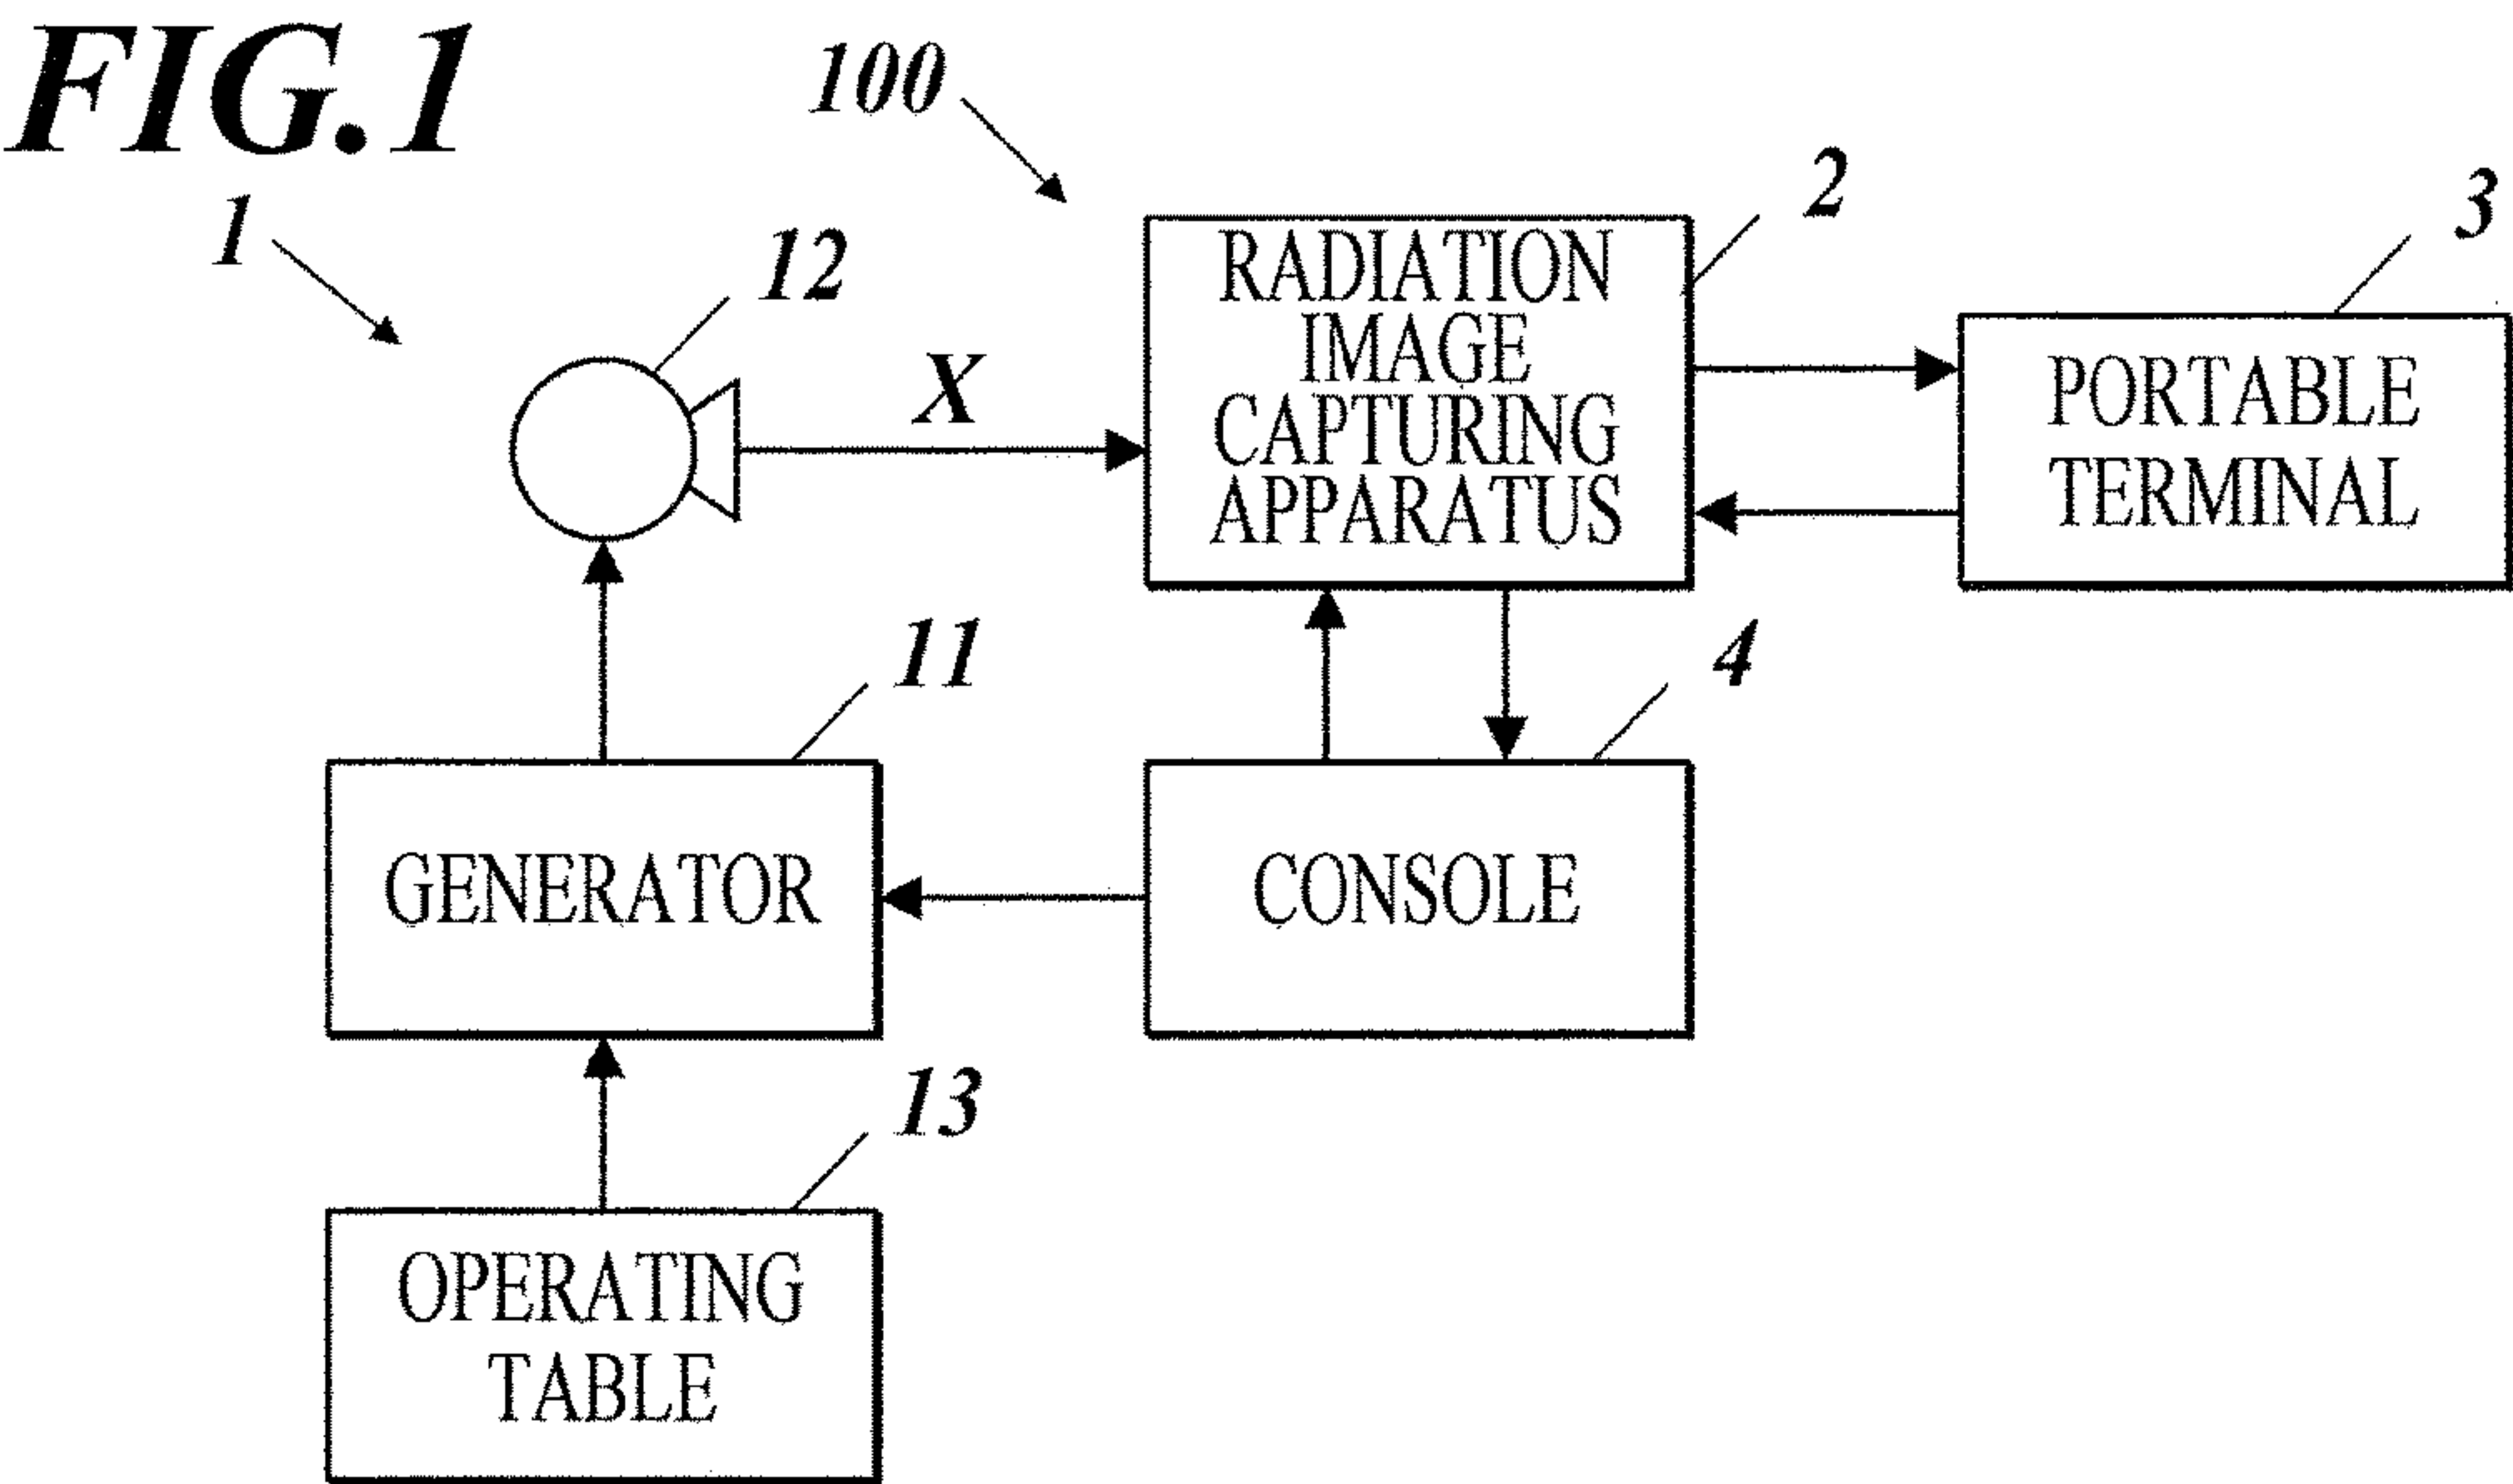 FIG.1
100
1
12
2
3
X
RADIATION
IMAGE
CAPTURING
APPARATUS
PORTABLE
TERMINAL
11
4
GENERATOR
CONSOLE
13
OPERATING
TABLE